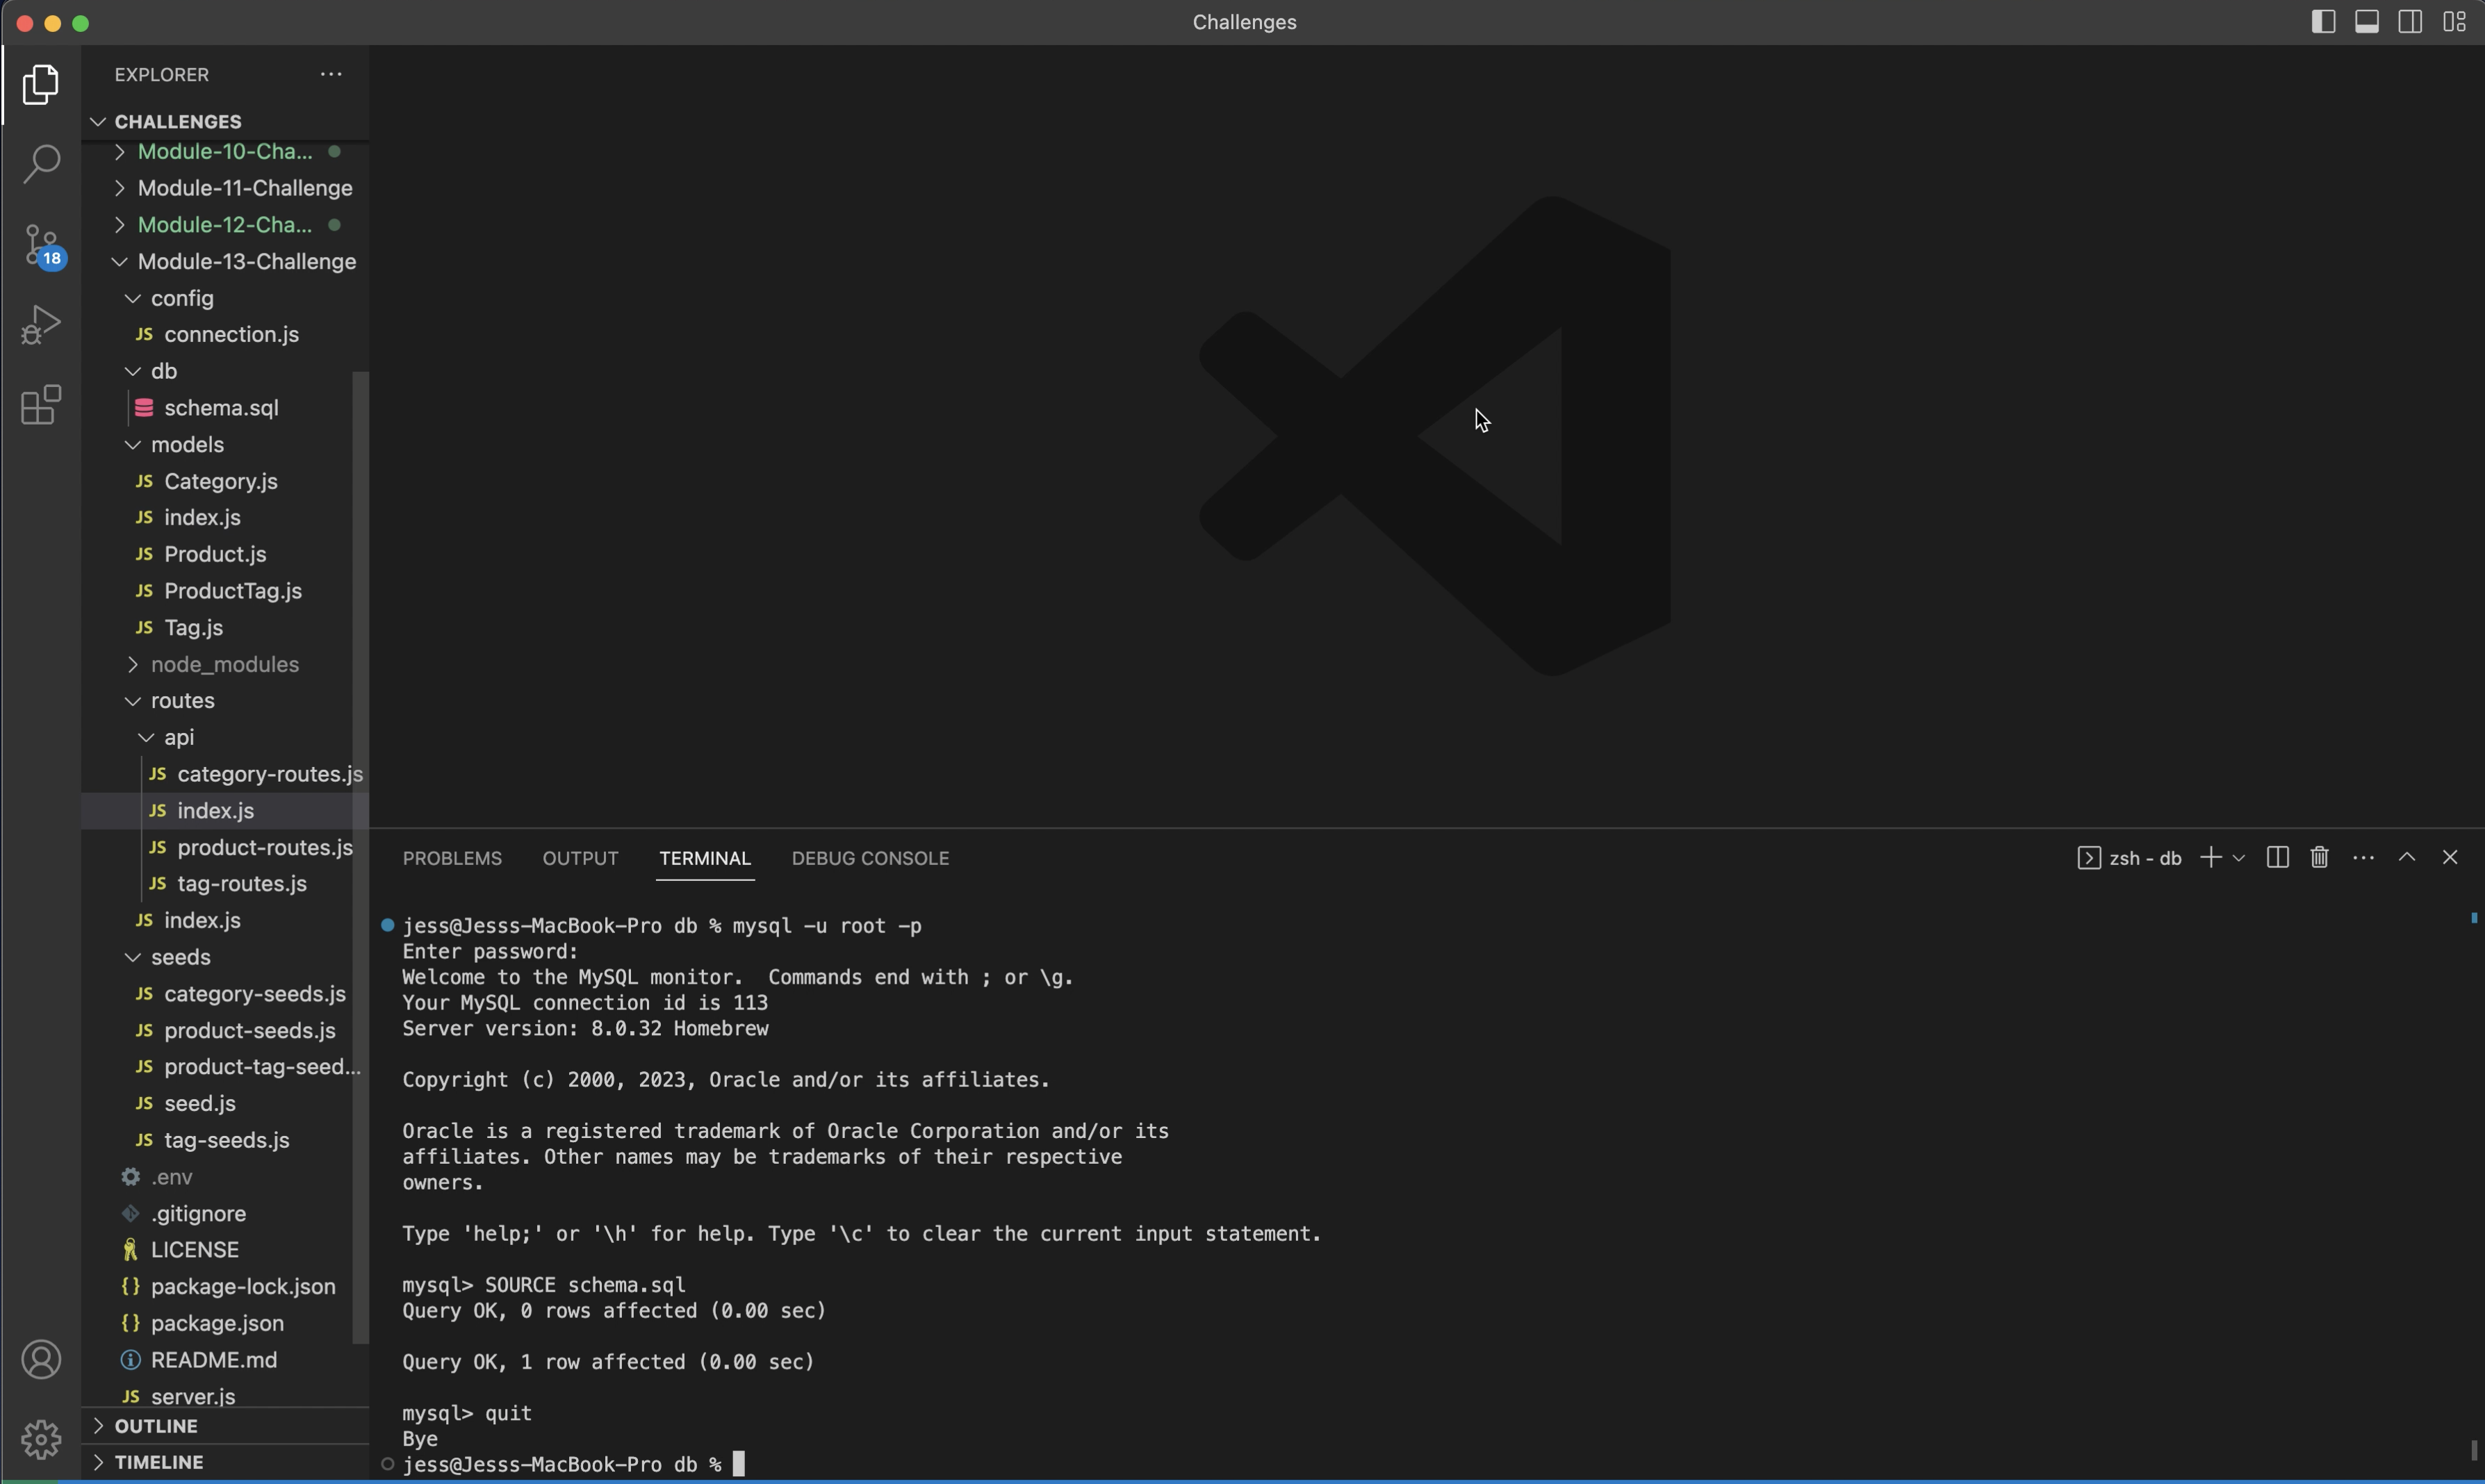 Challenges
EXPLORER
CHALLENGES
Module-10-Cha...
Module-11-Challenge
Module-12-Cha...
18
Module-13-Challenge
config
JS connection.js
db
schema.sql
models
JS Category.js
JS index.js
JS Product.js
JS ProductTag.js
JS Tag.js
node_modules
routes
api
JS category-routes.js
JS index.js
JS product-routes.js
JS tag-routes.js
JS index.js
seeds
JS category-seeds.js
JS product-seeds.js
JS product-tag-seed...
JS seed.js
JS tag-seeds.js
.env
.gitignore
LICENSE
{} package-lock.json
{} package.json
README.md
JS server.js
OUTLINE
TIMELINE
PROBLEMS OUTPUT TERMINAL DEBUG CONSOLE zsh - db
jess@Jesss-MacBook-Pro db % mysql -u root -p
Enter password:
Welcome to the MySQL monitor.  Commands end with ; or \g.
Your MySQL connection id is 113
Server version: 8.0.32 Homebrew
Copyright (c) 2000, 2023, Oracle and/or its affiliates.
Oracle is a registered trademark of Oracle Corporation and/or its
affiliates. Other names may be trademarks of their respective
owners.
Type 'help;' or '\h' for help. Type '\c' to clear the current input statement.
mysql> SOURCE schema.sql
Query OK, 0 rows affected (0.00 sec)
Query OK, 1 row affected (0.00 sec)
mysql> quit
Bye
jess@Jesss-MacBook-Pro db %